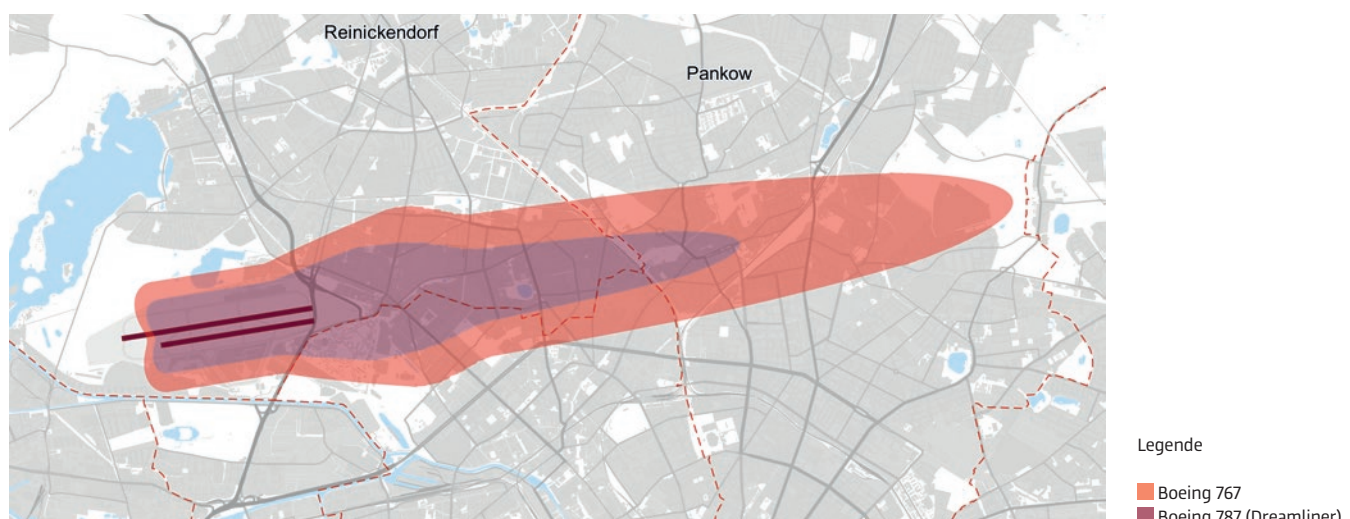 Reinickendorf
Pankow
Legende
Boeing 767
Boeing 787 (Dreamliner)